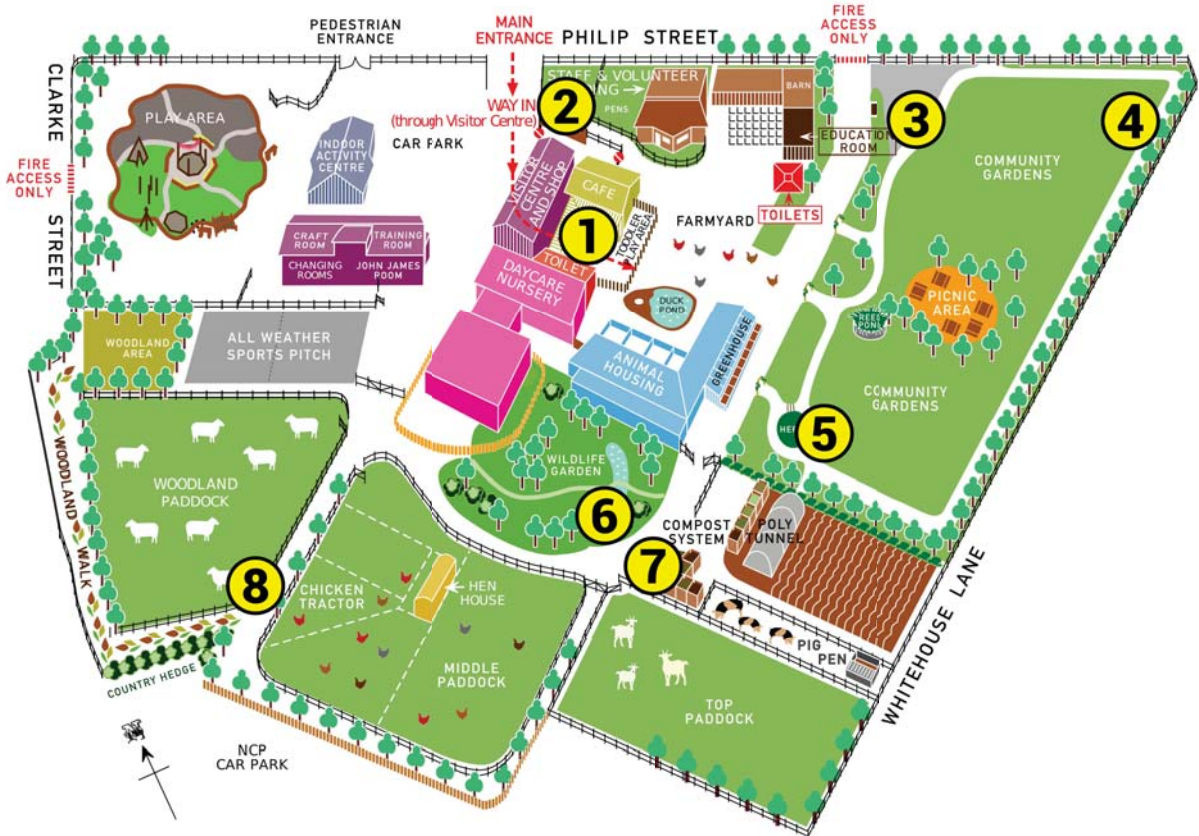 PEDESTRIAN
ENTRANCE
MAIN
ENTRANCE
PHILIP STREET
FIRE
ACCESS
ONLY
CLARKE
STREET
FIRE
ACCESS
ONLY
PLAY AREA
INDOOR
ACTIVITY
CENTRE
CAR PARK
WAY IN
(through Visitor Centre)
2
STAFF & VOLUNTEER
PENS
BARN
EDUCATION
ROOM
3
4
COMMUNITY
GARDENS
VISITOR
CENTRE
AND SHOP
CAFE
1
TODDLER
PLAY AREA
FARMYARD
TOILETS
CRAFT
ROOM
TRAINING
ROOM
CHANGING
ROOMS
JOHN JAMES
TOILET
DAYCARE
NURSERY
DUCK
POND
PICNIC
AREA
REED
POND
WOODLAND
AREA
ALL WEATHER
SPORTS PITCH
ANIMAL
HOUSING
GREENHOUSE
COMMUNITY
GARDENS
5
WOODLAND
PADDOCK
WOODLAND WALK
WILDLIFE
GARDEN
6
COMPOST
SYSTEM
7
POLY
TUNNEL
8
CHICKEN
TRACTOR
HEN
HOUSE
PIG
PEN
WHITEHOUSE LANE
COUNTRY HEDGE
MIDDLE
PADDOCK
TOP
PADDOCK
NCP
CAR PARK